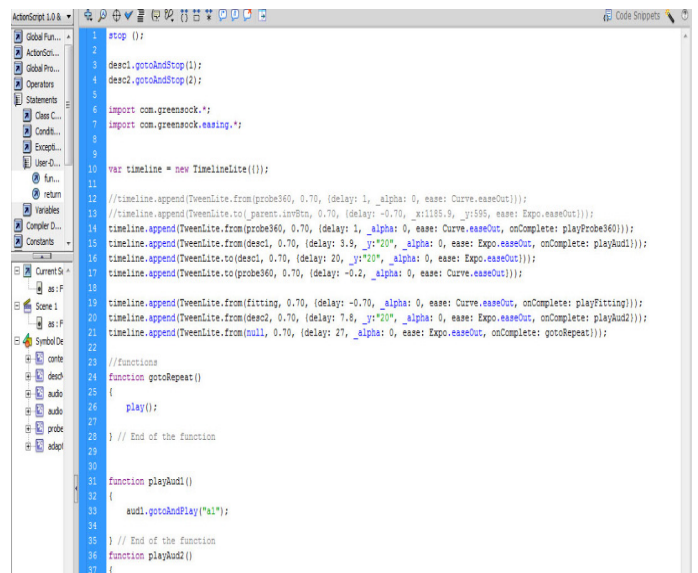 ActionScript 1.0 &
Code Snippets
Global Fun...
ActionScri...
Global Pro...
Operators
Statements
Class C...
Conditi...
Excepti...
User-D...
fun...
return
Variables
Compiler D...
Constants
Current Se
as : F
Scene 1
as : F
Symbol De
conte
descM
audio
audio
probe
adapt
1 stop ();
2
3 desc1.gotoAndStop(1);
4 desc2.gotoAndStop(2);
5
6 import com.greensock.*;
7 import com.greensock.easing.*;
8
9
10 var timeline = new TimelineLite({});
11
12 //timeline.append(TweenLite.from(probe360, 0.70, {delay: 1, _alpha: 0, ease: Curve.easeOut}));
13 //timeline.append(TweenLite.to(_parent.invBtn, 0.70, {delay: -0.70, _x:1185.9, _y:595, ease: Expo.easeOut}));
14 timeline.append(TweenLite.from(probe360, 0.70, {delay: 1, _alpha: 0, ease: Curve.easeOut, onComplete: playProbe360}));
15 timeline.append(TweenLite.from(desc1, 0.70, {delay: 3.9, _y:"20", _alpha: 0, ease: Expo.easeOut, onComplete: playAud1}));
16 timeline.append(TweenLite.to(desc1, 0.70, {delay: 20, _y:"20", _alpha: 0, ease: Expo.easeOut}));
17 timeline.append(TweenLite.to(probe360, 0.70, {delay: -0.2, _alpha: 0, ease: Curve.easeOut}));
18
19 timeline.append(TweenLite.from(fitting, 0.70, {delay: -0.70, _alpha: 0, ease: Curve.easeOut, onComplete: playFitting}));
20 timeline.append(TweenLite.from(desc2, 0.70, {delay: 7.8, _y:"20", _alpha: 0, ease: Expo.easeOut, onComplete: playAud2}));
21 timeline.append(TweenLite.from(null, 0.70, {delay: 27, _alpha: 0, ease: Expo.easeOut, onComplete: gotoRepeat}));
22
23 //functions
24 function gotoRepeat()
25 {
26 play();
27
28 } // End of the function
29
30
31 function playAud1()
32 {
33 aud1.gotoAndPlay("a1");
34
35 } // End of the function
36 function playAud2()
37 {